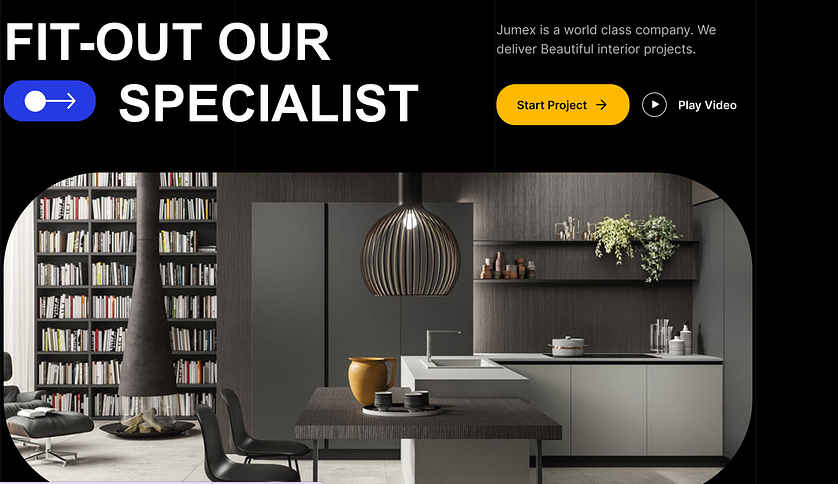 FIT-OUT OUR
SPECIALIST
Jumex is a world class company. We
deliver Beautiful interior projects.
Start Project
Play Video